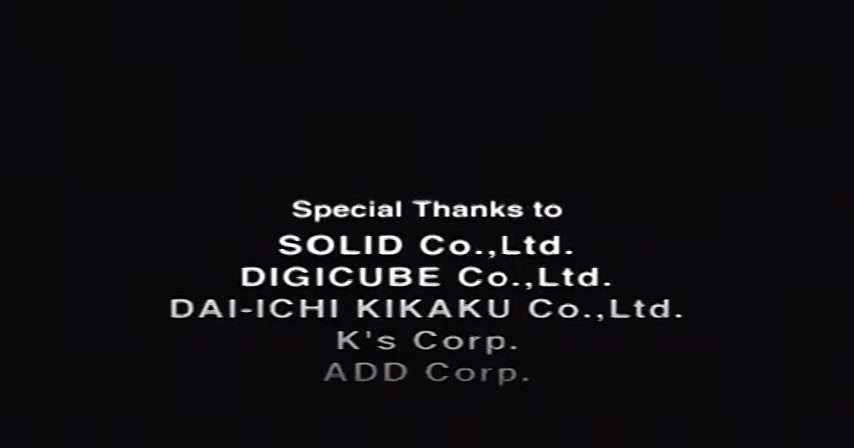 Special Thanks to
SOLID Co.,Ltd.
DIGICUBE Co.,Ltd.
DAI-ICHI KIKAKU Co.,Ltd.
K's Corp.
ADD Corp.